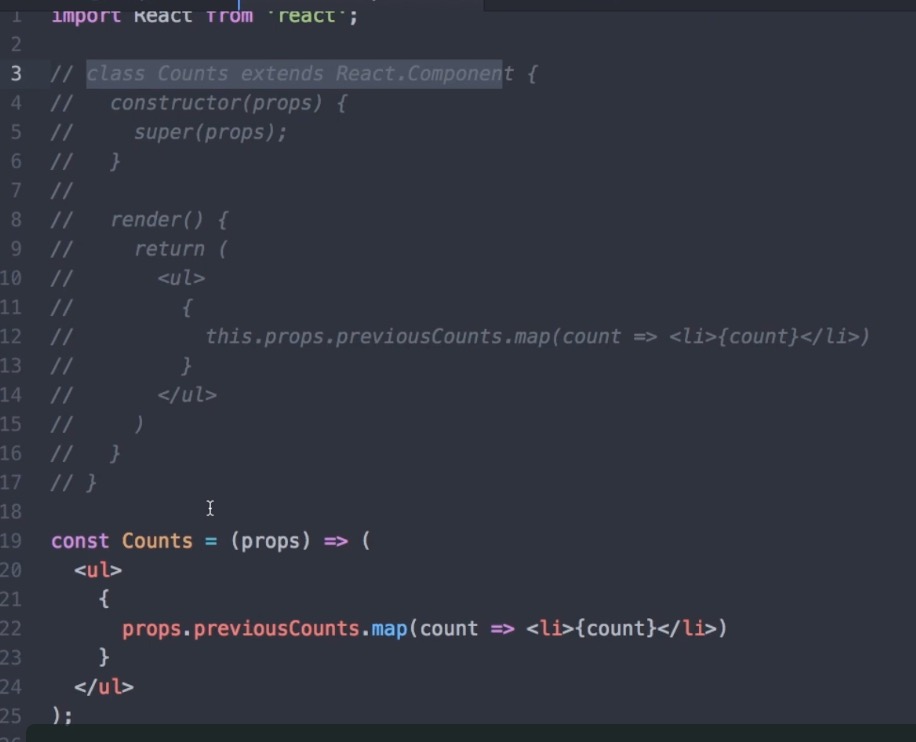 1 import React from 'react';
2
3 // class Counts extends React.Component {
4 //   constructor(props) {
5 //     super(props);
6 //   }
7 //
8 //   render() {
9 //     return (
10 //       <ul>
11 //         {
12 //           this.props.previousCounts.map(count => <li>{count}</li>)
13 //         }
14 //       </ul>
15 //     )
16 //   }
17 // }
18
19 const Counts = (props) => (
20   <ul>
21     {
22       props.previousCounts.map(count => <li>{count}</li>)
23     }
24   </ul>
25 );